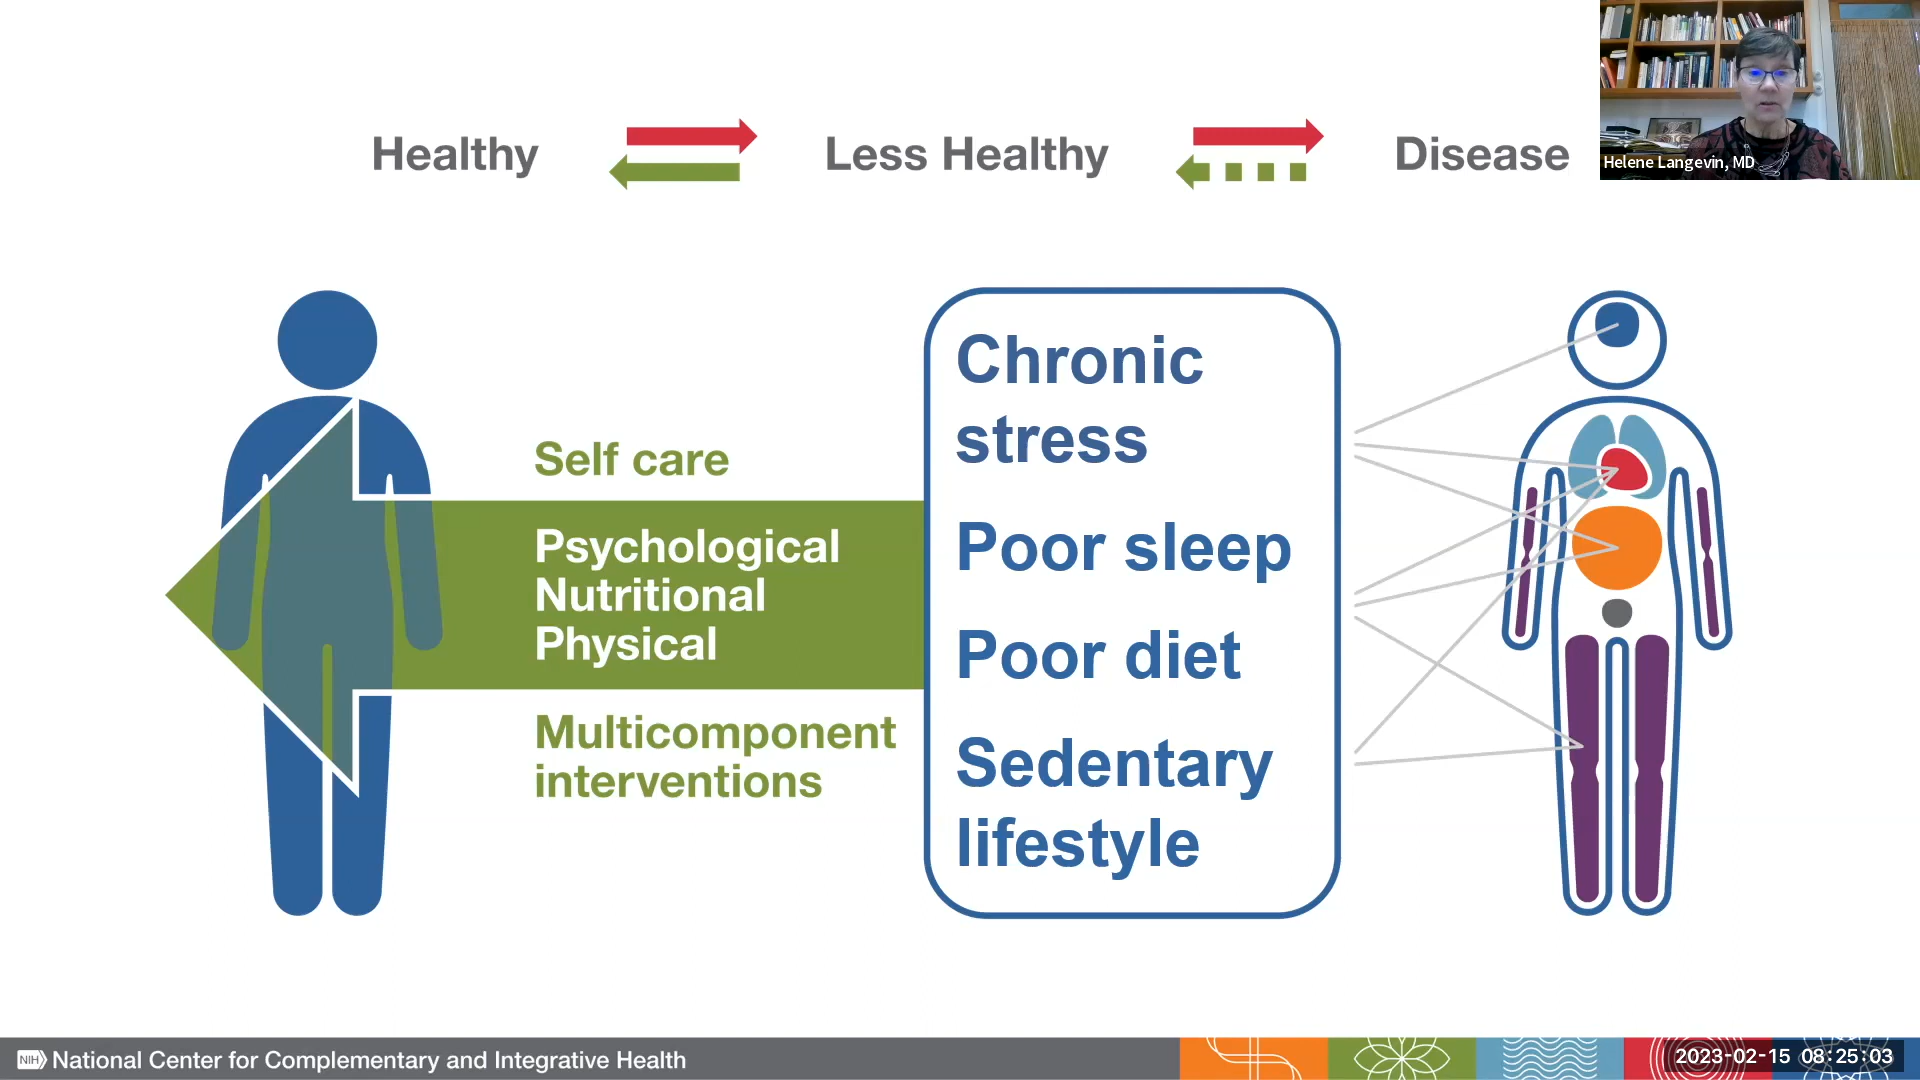 Healthy
Less Healthy
Disease
Helene Langevin, MD
Self care
Psychological
Nutritional
Physical
Multicomponent
interventions
Chronic
stress
Poor sleep
Poor diet
Sedentary
lifestyle
NIH National Center for Complementary and Integrative Health
2023-02-15 08:25:03